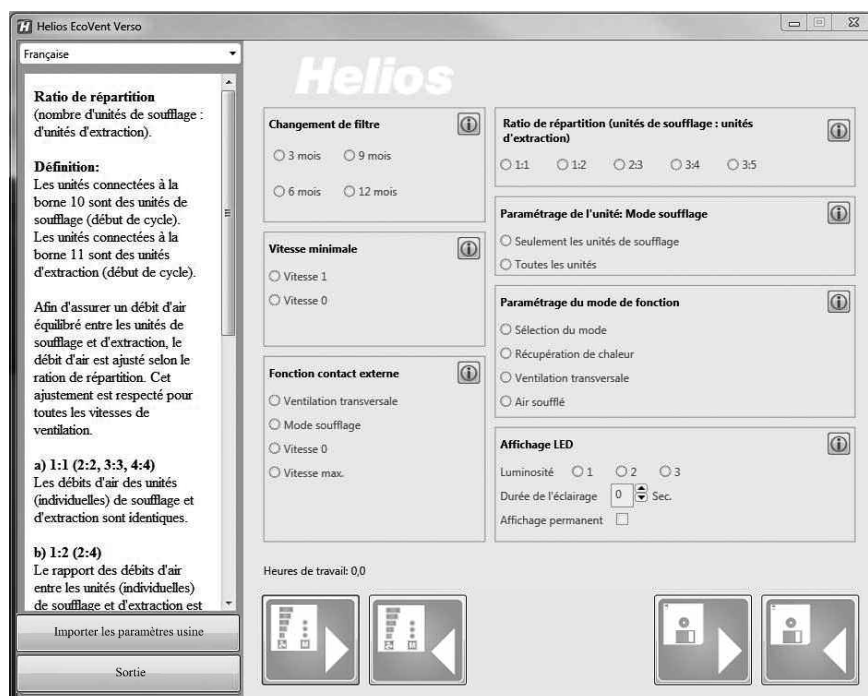 Helios EcoVent Verso
Française
Ratio de répartition
(nombre d'unités de soufflage :
d'unités d'extraction).
Définition:
Les unités connectées à la
borne 10 sont des unités de
soufflage (début de cycle).
Les unités connectées à la
borne 11 sont des unités
d'extraction (début de cycle).
Afin d'assurer un débit d'air
équilibré entre les unités de
soufflage et d'extraction, le
débit d'air est ajusté selon le
ration de répartition. Cet
ajustement est respecté pour
toutes les vitesses de
ventilation.
a) 1:1 (2:2, 3:3, 4:4)
Les débits d'air des unités
(individuelles) de soufflage et
d'extraction sont identiques.
b) 1:2 (2:4)
Le rapport des débits d'air
entre les unités (individuelles)
de soufflage et d'extraction est
Importer les paramètres usine
Sortie
Helios
Changement de filtre
3 mois 9 mois
6 mois 12 mois
Vitesse minimale
Vitesse 1
Vitesse 0
Fonction contact externe
Ventilation transversale
Mode soufflage
Vitesse 0
Vitesse max.
Ratio de répartition (unités de soufflage : unités
d'extraction)
1:1 1:2 2:3 3:4 3:5
Paramétrage de l'unité: Mode soufflage
Seulement les unités de soufflage
Toutes les unités
Paramétrage du mode de fonction
Sélection du mode
Récupération de chaleur
Ventilation transversale
Air soufflé
Affichage LED
Luminosité 1 2 3
Durée de l'éclairage 0 Sec.
Affichage permanent
Heures de travail: 0,0